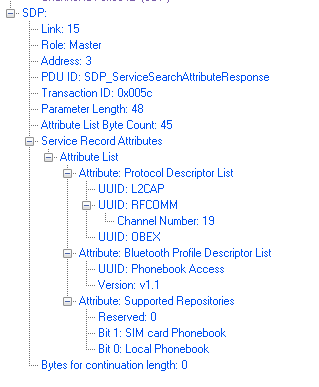 SDP:
Link: 15
Role: Master
Address: 3
PDU ID: SDP_ServiceSearchAttributeResponse
Transaction ID: 0x005c
Parameter Length: 48
Attribute List Byte Count: 45
Service Record Attributes
Attribute List
Attribute: Protocol Descriptor List
UUID: L2CAP
UUID: RFCOMM
Channel Number: 19
UUID: OBEX
Attribute: Bluetooth Profile Descriptor List
UUID: Phonebook Access
Version: v1.1
Attribute: Supported Repositories
Reserved: 0
Bit 1: SIM card Phonebook
Bit 0: Local Phonebook
Bytes for continuation length: 0